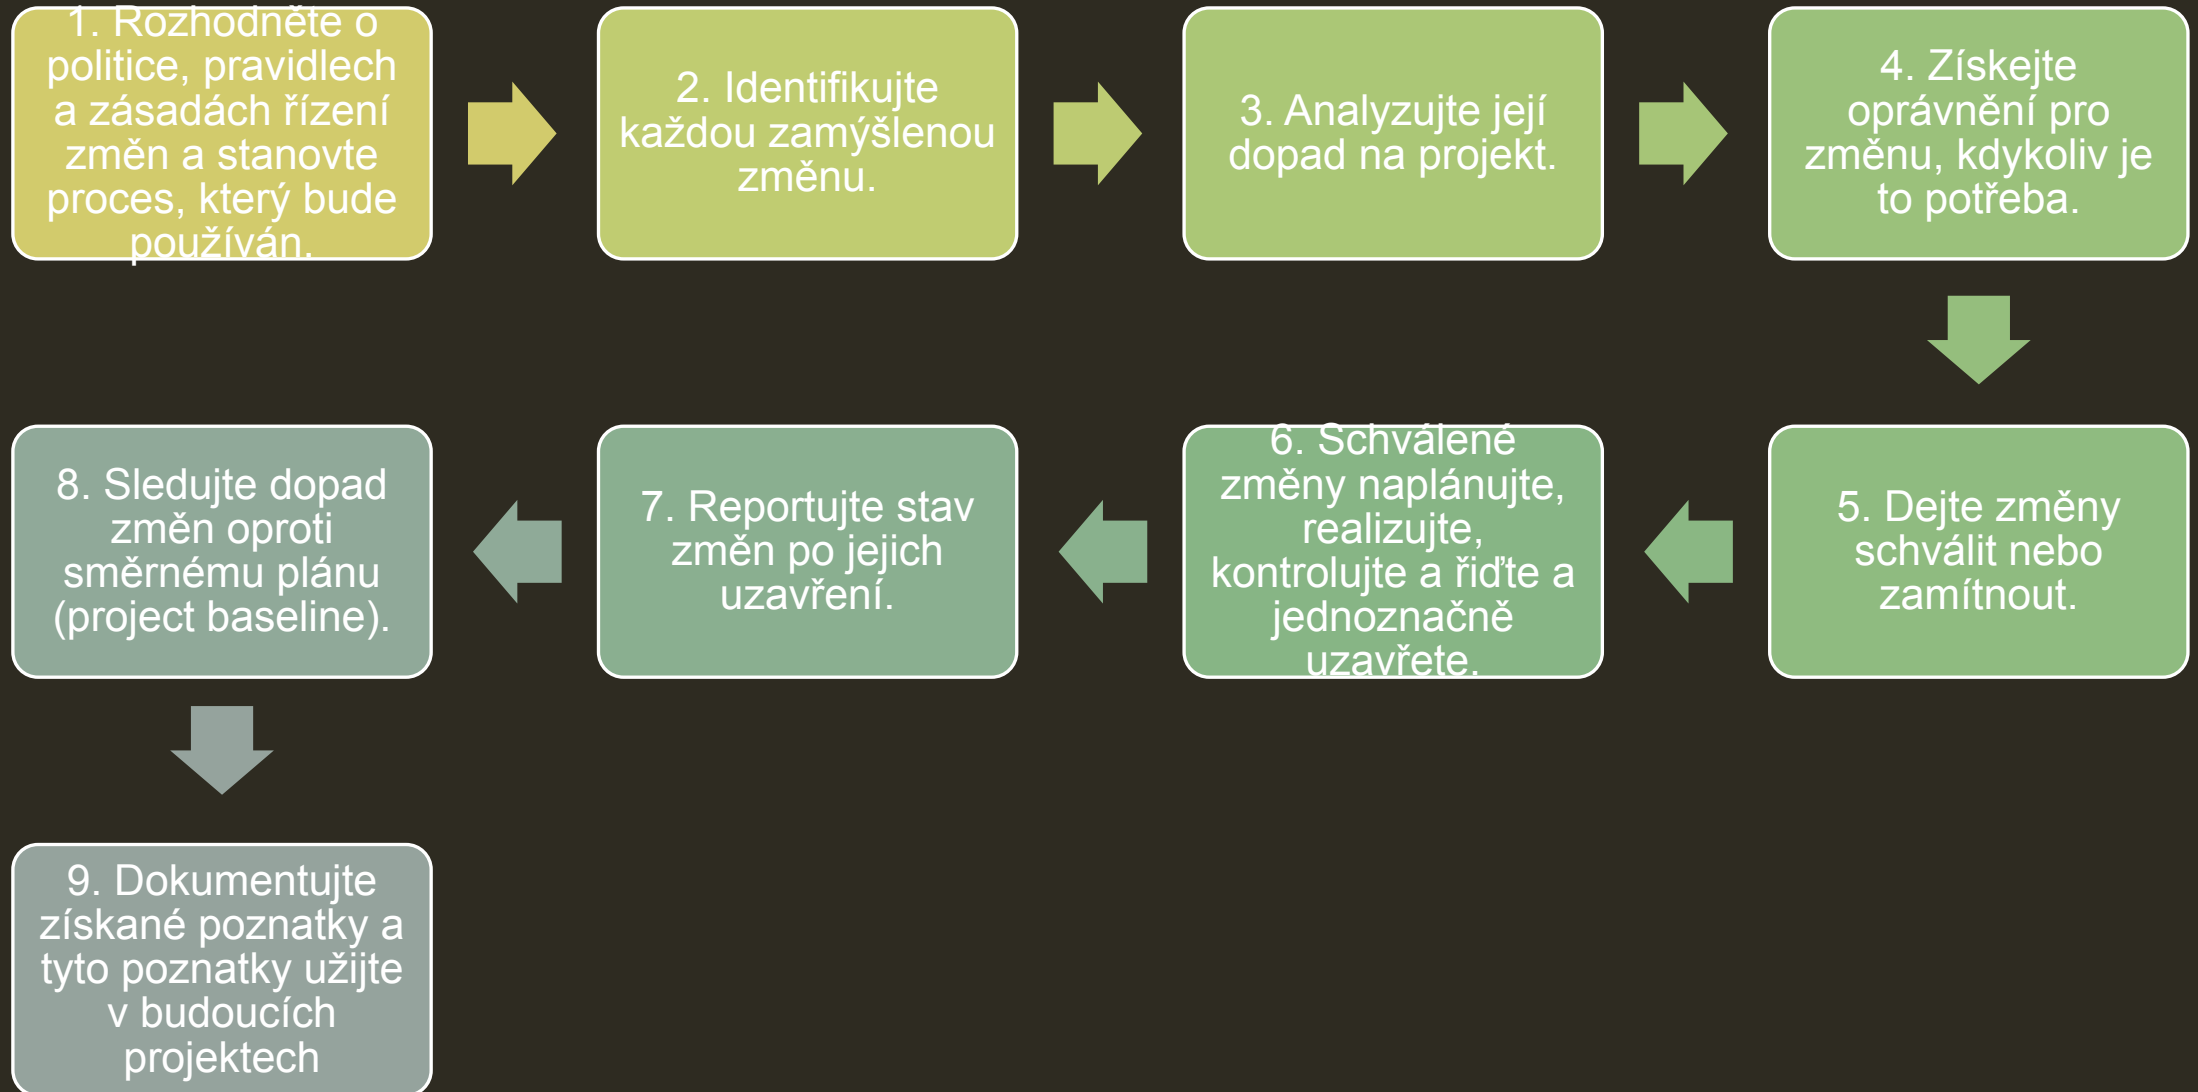 1. Rozhodněte o
politice, pravidlech
a zásadách řízení
změn a stanovte
proces, který bude
používán.
2. Identifikujte
každou zamýšlenou
změnu.
3. Analyzujte její
dopad na projekt.
4. Získejte
oprávnění pro
změnu, kdykoliv je
to potřeba.
5. Dejte změny
schválit nebo
zamítnout.
6. Schválené
změny naplánujte,
realizujte,
kontrolujte a řiďte a
jednoznačně
uzavřete.
7. Reportujte stav
změn po jejich
uzavření.
8. Sledujte dopad
změn oproti
směrnému plánu
(project baseline).
9. Dokumentujte
získané poznatky a
tyto poznatky užijte
v budoucích
projektech